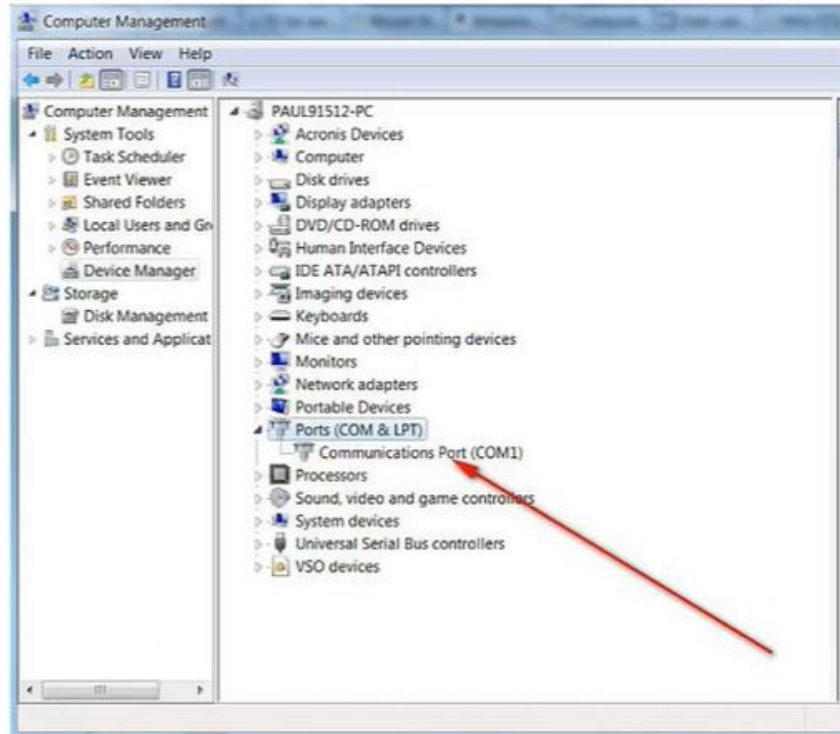 Computer Management
File Action View Help
Computer Management
System Tools
Task Scheduler
Event Viewer
Shared Folders
Local Users and Gr
Performance
Device Manager
Storage
Disk Management
Services and Applicat
PAUL91512-PC
Acronis Devices
Computer
Disk drives
Display adapters
DVD/CD-ROM drives
Human Interface Devices
IDE ATA/ATAPI controllers
Imaging devices
Keyboards
Mice and other pointing devices
Monitors
Network adapters
Portable Devices
Ports (COM & LPT)
Communications Port (COM1)
Processors
Sound, video and game controllers
System devices
Universal Serial Bus controllers
VSO devices